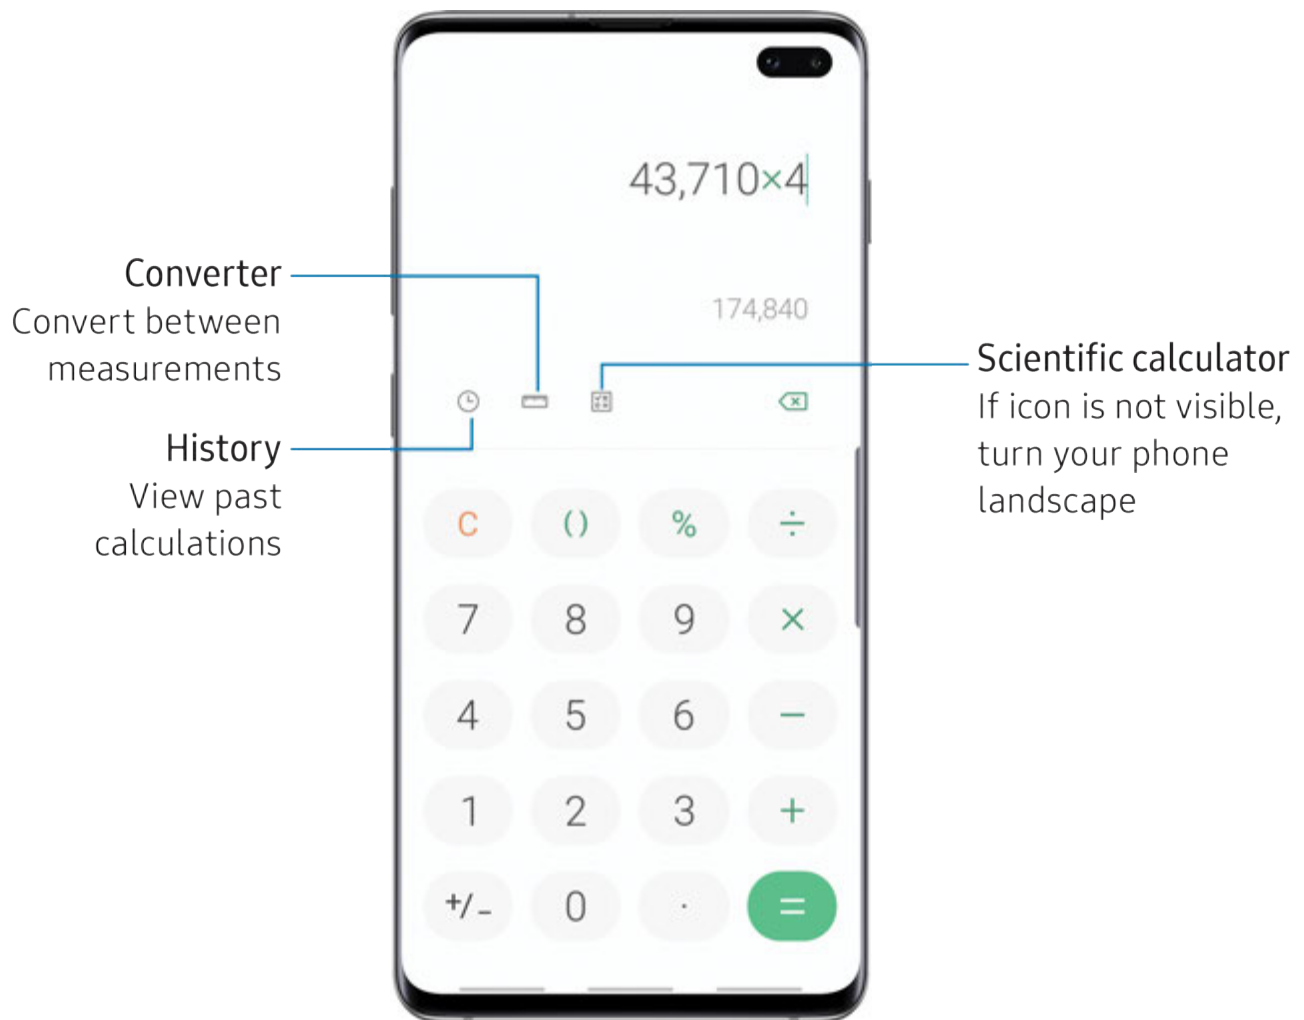 43,710×4
Converter
Convert between
measurements
174,840
Scientific calculator
If icon is not visible,
turn your phone
landscape
History
View past
calculations
C () % ÷
7 8 9 ×
4 5 6 −
1 2 3 +
+/− 0 . =